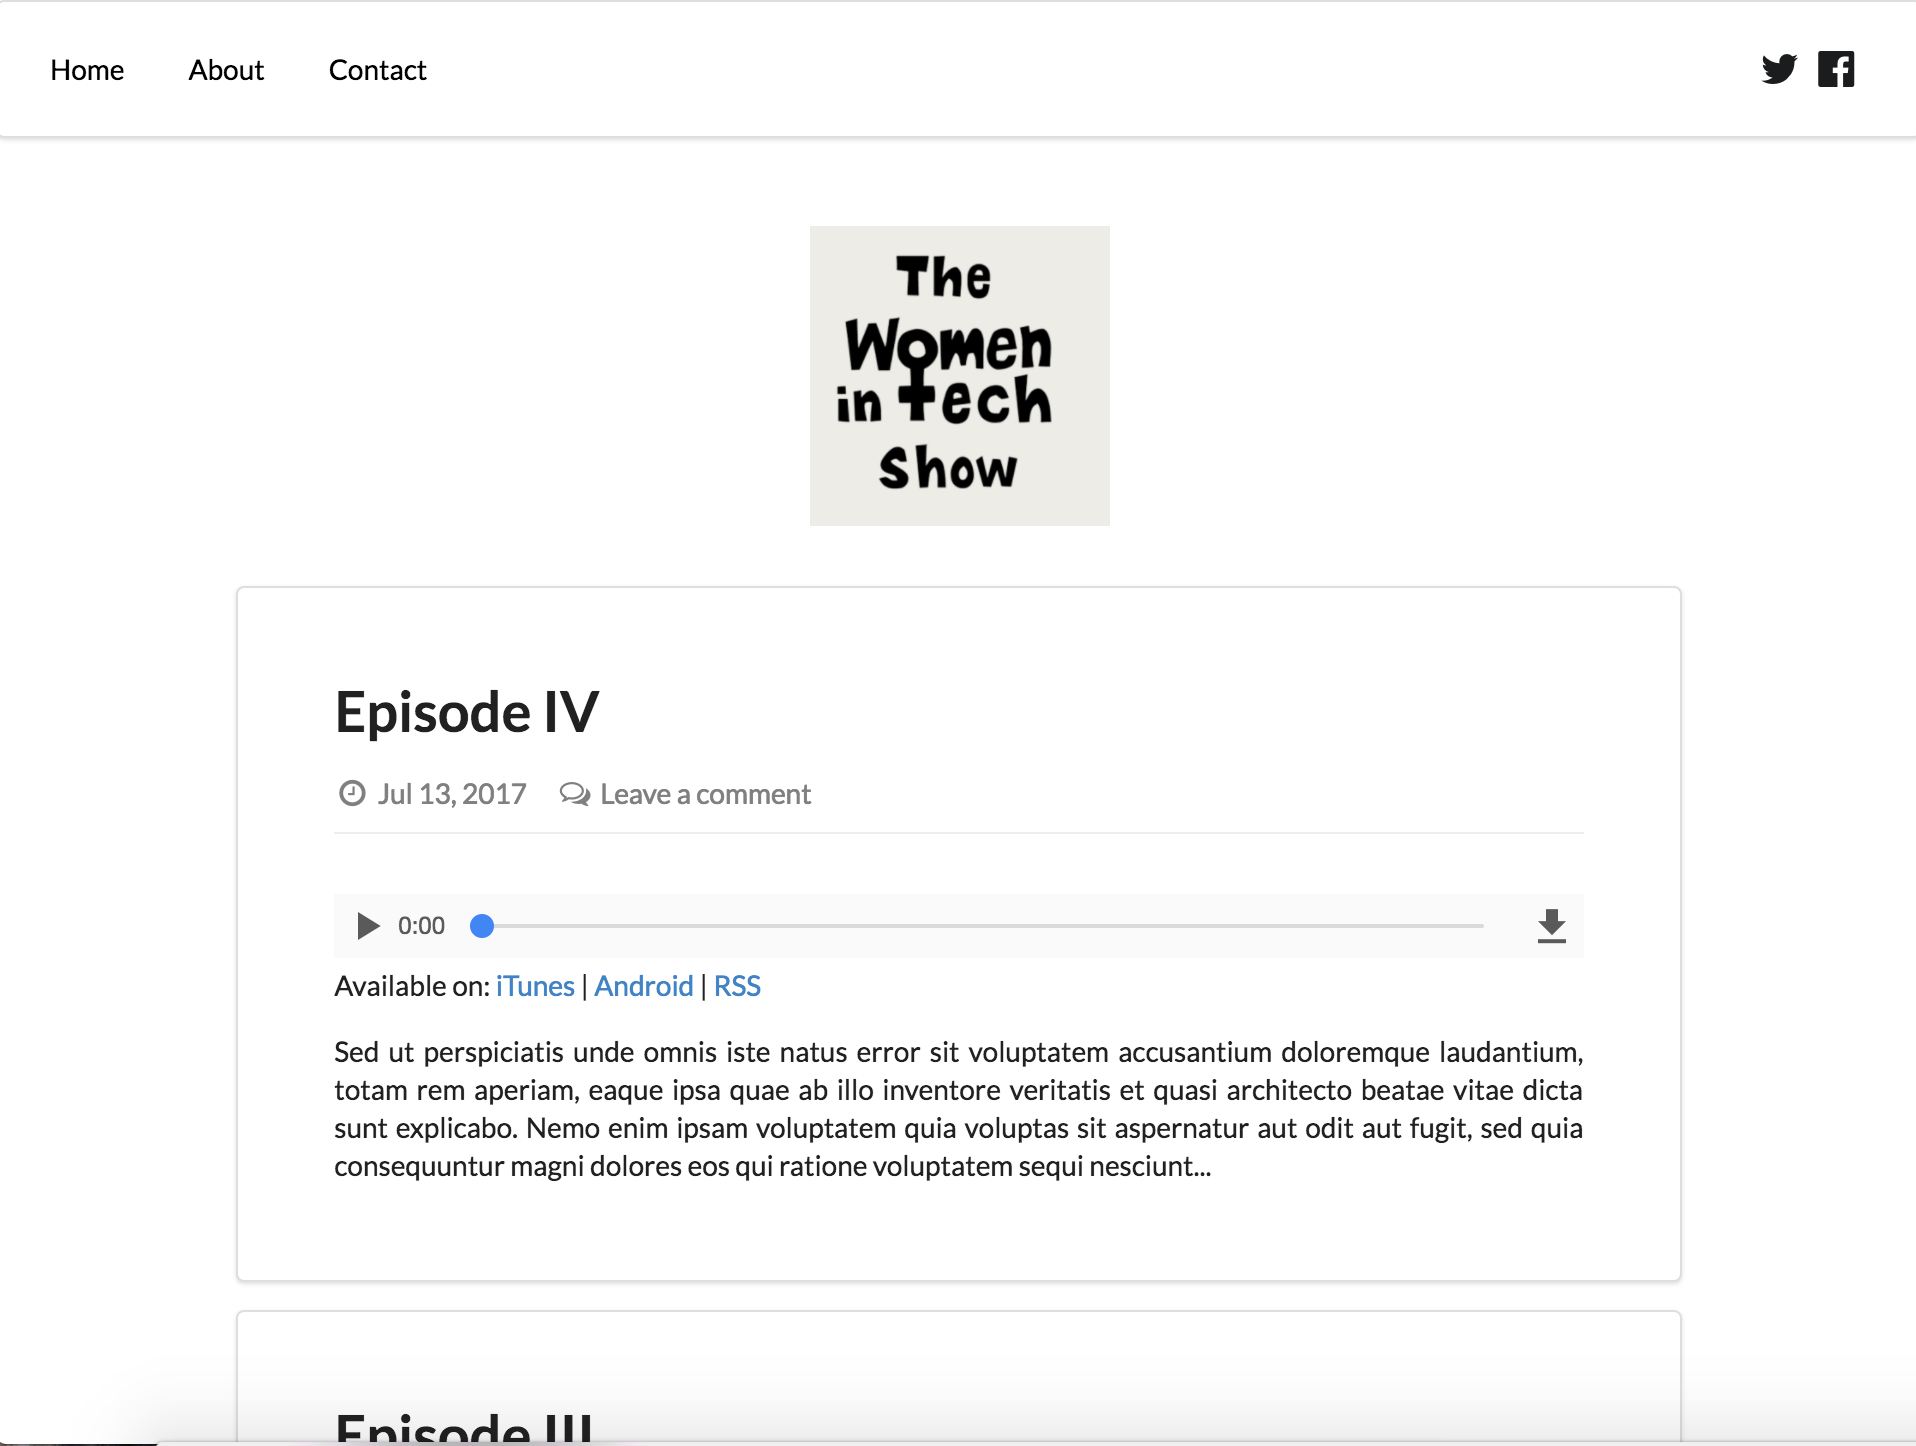 Home About Contact
The
Women
in tech
Show
Episode IV
Jul 13, 2017 Leave a comment
0:00
Available on: iTunes | Android | RSS
Sed ut perspiciatis unde omnis iste natus error sit voluptatem accusantium doloremque laudantium,
totam rem aperiam, eaque ipsa quae ab illo inventore veritatis et quasi architecto beatae vitae dicta
sunt explicabo. Nemo enim ipsam voluptatem quia voluptas sit aspernatur aut odit aut fugit, sed quia
consequuntur magni dolores eos qui ratione voluptatem sequi nesciunt...
Episode III